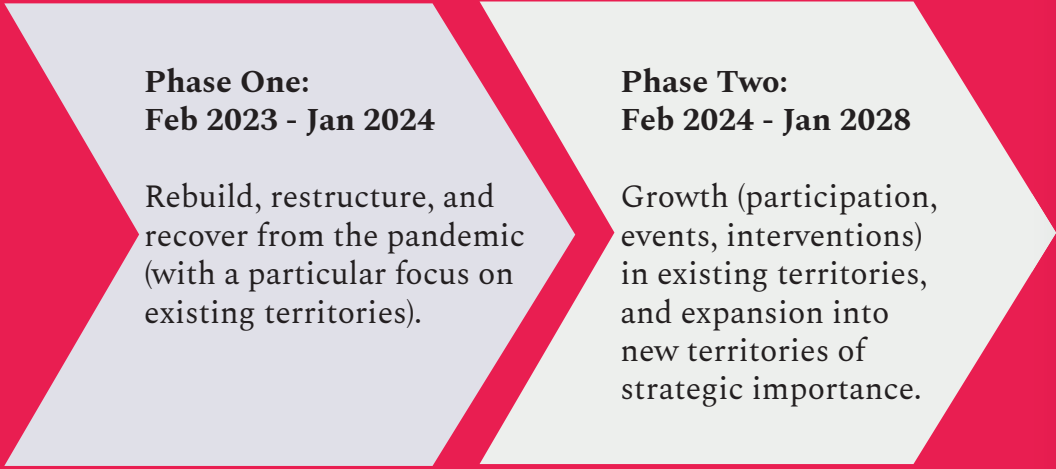 Phase One:
Feb 2023 - Jan 2024
Rebuild, restructure, and
recover from the pandemic
(with a particular focus on
existing territories).
Phase Two:
Feb 2024 - Jan 2028
Growth (participation,
events, interventions)
in existing territories,
and expansion into
new territories of
strategic importance.